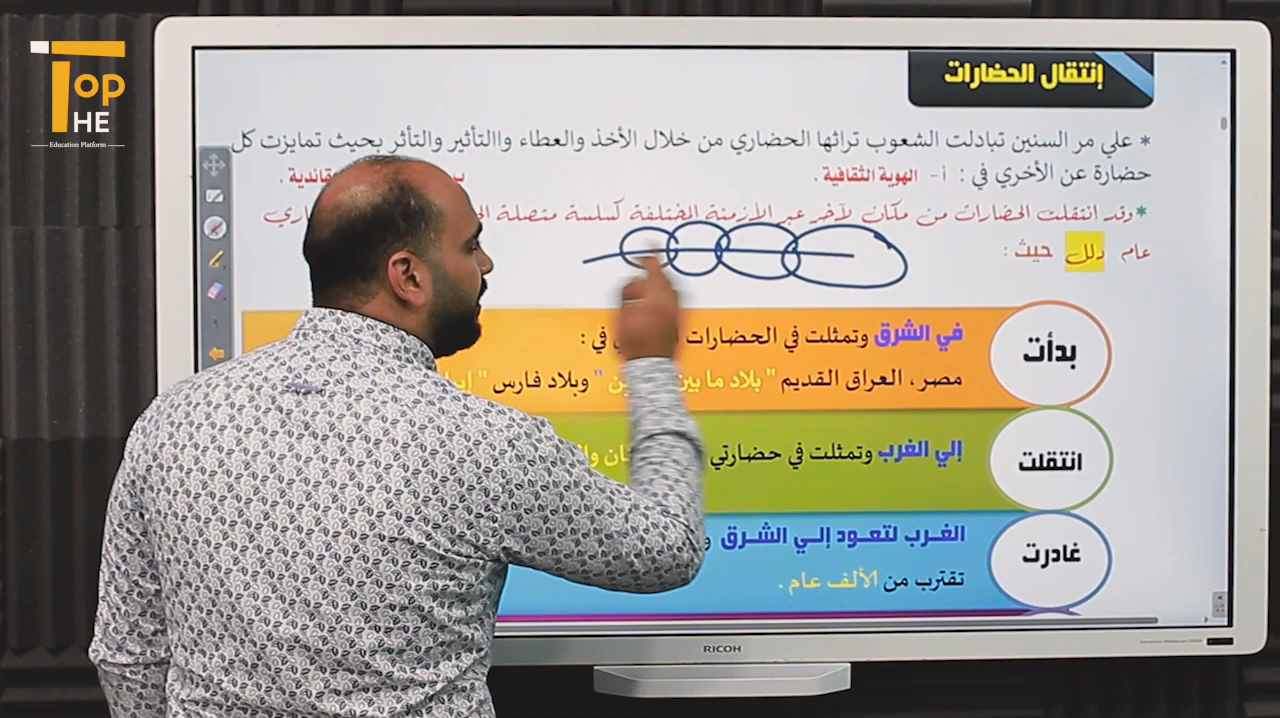 TOP
THE
Education Platform
إنتقال الحضارات
* علي مر السنين تبادلت الشعوب تراثها الحضاري من خلال الأخذ والعطاء واالتأثير والتأثر بحيث تمايزت كل
حضارة عن الأخري في : أ- الهوية الثقافية .
*وقد انتقلت الحضارات من مكان لآخر عبر الأزمنة المختلفة كسلسة متصلة
عام دلل حيث :
بدأت
في الشرق وتمثلت في الحضارات في :
مصر، العراق القديم " بلاد ما بين " وبلاد فارس "
انتقلت
إلي الغرب وتمثلت في حضارتي
غادرت
الغرب لتعود إلي الشرق
تقترب من الألف عام .
RICOH